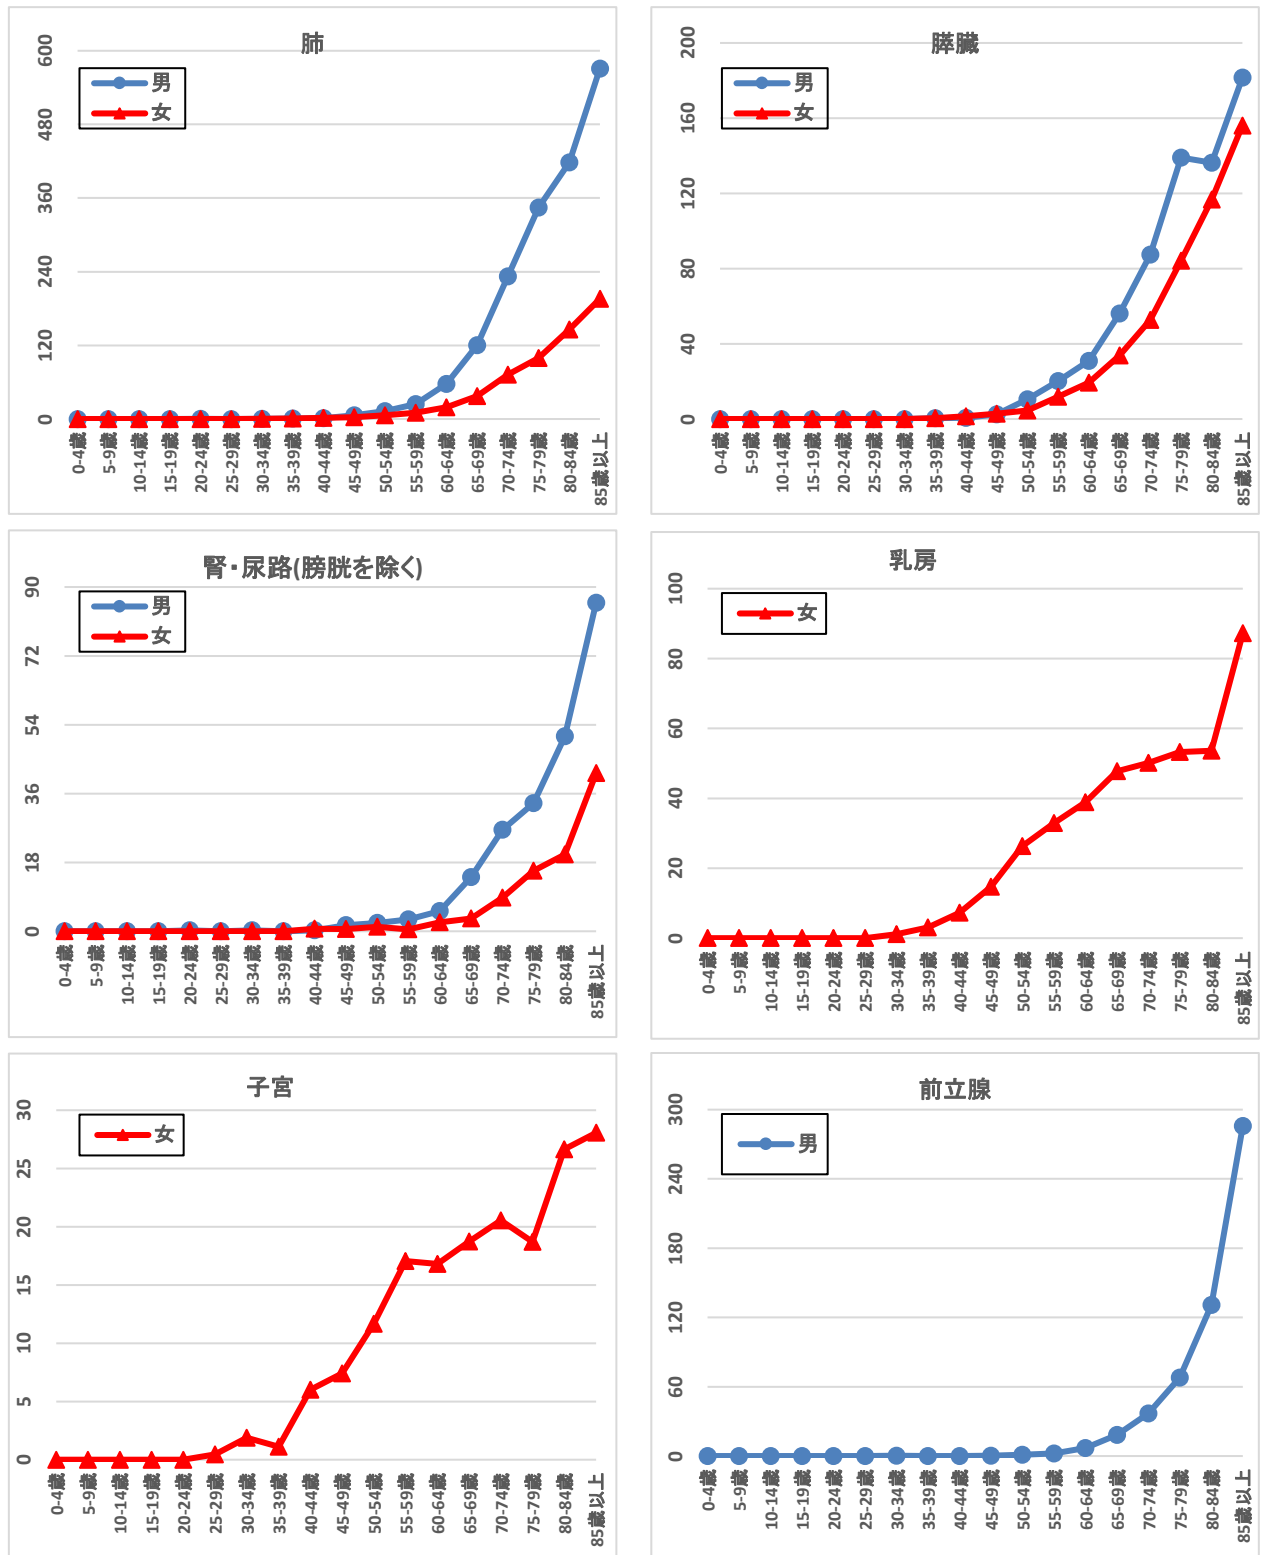 肺
600
480
360
240
120
0
男
女
0-4歳
5-9歳
10-14歳
15-19歳
20-24歳
25-29歳
30-34歳
35-39歳
40-44歳
45-49歳
50-54歳
55-59歳
60-64歳
65-69歳
70-74歳
75-79歳
80-84歳
85歳以上
膵臓
200
160
120
80
40
0
男
女
0-4歳
5-9歳
10-14歳
15-19歳
20-24歳
25-29歳
30-34歳
35-39歳
40-44歳
45-49歳
50-54歳
55-59歳
60-64歳
65-69歳
70-74歳
75-79歳
80-84歳
85歳以上
腎・尿路(膀胱を除く)
90
72
54
36
18
0
男
女
0-4歳
5-9歳
10-14歳
15-19歳
20-24歳
25-29歳
30-34歳
35-39歳
40-44歳
45-49歳
50-54歳
55-59歳
60-64歳
65-69歳
70-74歳
75-79歳
80-84歳
85歳以上
乳房
100
80
60
40
20
0
女
0-4歳
5-9歳
10-14歳
15-19歳
20-24歳
25-29歳
30-34歳
35-39歳
40-44歳
45-49歳
50-54歳
55-59歳
60-64歳
65-69歳
70-74歳
75-79歳
80-84歳
85歳以上
子宮
30
25
20
15
10
5
0
女
0-4歳
5-9歳
10-14歳
15-19歳
20-24歳
25-29歳
30-34歳
35-39歳
40-44歳
45-49歳
50-54歳
55-59歳
60-64歳
65-69歳
70-74歳
75-79歳
80-84歳
85歳以上
前立腺
300
240
180
120
60
0
男
0-4歳
5-9歳
10-14歳
15-19歳
20-24歳
25-29歳
30-34歳
35-39歳
40-44歳
45-49歳
50-54歳
55-59歳
60-64歳
65-69歳
70-74歳
75-79歳
80-84歳
85歳以上